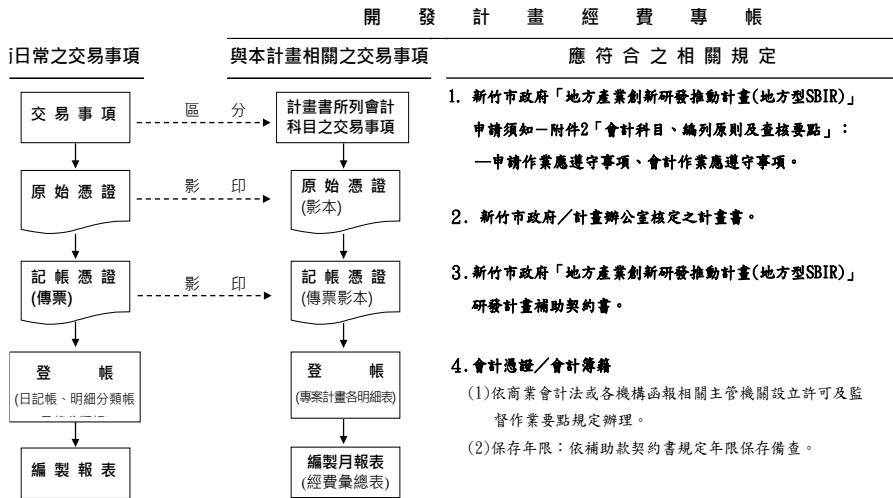 開發計畫經費專帳
日常之交易事項
與本計畫相關之交易事項
應符合之相關規定
交易事項
區分
計畫書所列會計
科目之交易事項
原始憑證
影印
原始憑證
(影本)
記帳憑證
(傳票)
影印
記帳憑證
(傳票影本)
登帳
(日記帳、明細分類帳
登帳
(專案計畫各明細表)
編製報表
編製月報表
(經費彙總表)
1. 新竹市政府「地方產業創新研發推動計畫(地方型SBIR)」
申請須知－附件2「會計科目、編列原則及查核要點」：
—申請作業應遵守事項、會計作業應遵守事項。
2. 新竹市政府／計畫辦公室核定之計畫書。
3.新竹市政府「地方產業創新研發推動計畫(地方型SBIR)」
研發計畫補助契約書。
4.會計憑證／會計簿籍
(1)依商業會計法或各機構函報相關主管機關設立許可及監
督作業要點規定辦理。
(2)保存年限：依補助款契約書規定年限保存備查。